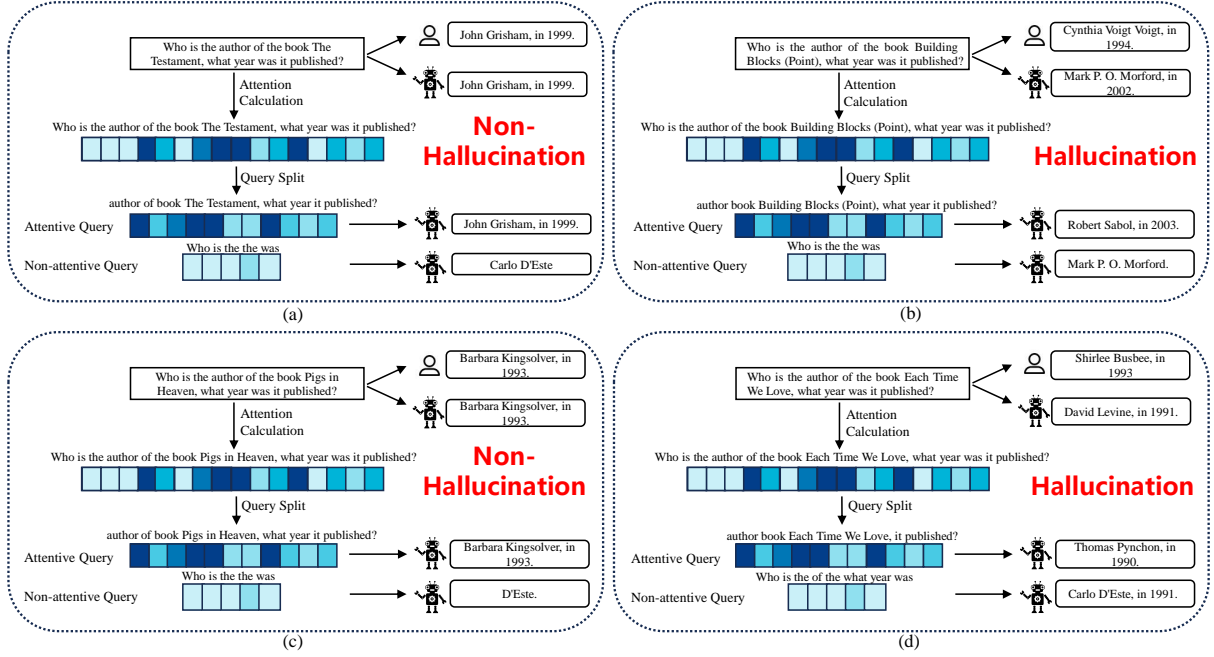 Who is the author of the book The
Testament, what year was it published?
John Grisham, in 1999.
John Grisham, in 1999.
Attention
Calculation
Who is the author of the book The Testament, what year was it published?
Non-
Hallucination
Query Split
author of book The Testament, what year it published?
Attentive Query
John Grisham, in 1999.
Who is the the was
Non-attentive Query
Carlo D'Este
(a)
Who is the author of the book Building
Blocks (Point), what year was it published?
Cynthia Voigt Voigt, in
1994.
Mark P. O. Morford, in
2002.
Attention
Calculation
Who is the author of the book Building Blocks (Point), what year was it published?
Hallucination
Query Split
author book Building Blocks (Point), what year it published?
Attentive Query
Robert Sabol, in 2003.
Who is the of the was
Non-attentive Query
Mark P. O. Morford.
(b)
Who is the author of the book Pigs in
Heaven, what year was it published?
Barbara Kingsolver, in
1993.
Barbara Kingsolver, in
1993.
Attention
Calculation
Who is the author of the book Pigs in Heaven, what year was it published?
Non-
Hallucination
Query Split
author of book Pigs in Heaven, what year it published?
Attentive Query
Barbara Kingsolver, in
1993.
Who is the the was
Non-attentive Query
D'Este.
(c)
Who is the author of the book Each Time
We Love, what year was it published?
Shirlee Busbee, in
1993
David Levine, in 1991.
Attention
Calculation
Who is the author of the book Each Time We Love, what year was it published?
Hallucination
Query Split
author book Each Time We Love, it published?
Attentive Query
Thomas Pynchon, in
1990.
Who is the of the what year was
Non-attentive Query
Carlo D'Este, in 1991.
(d)